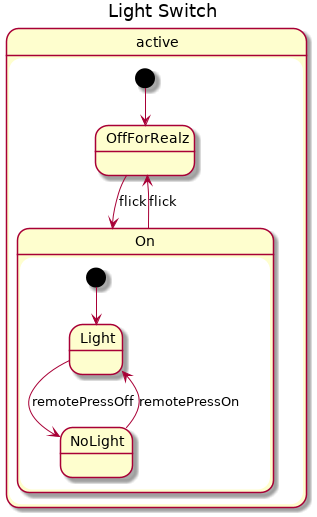 Light Switch
active
OffForRealz
flick
flick
On
Light
remotePressOff
remotePressOn
NoLight